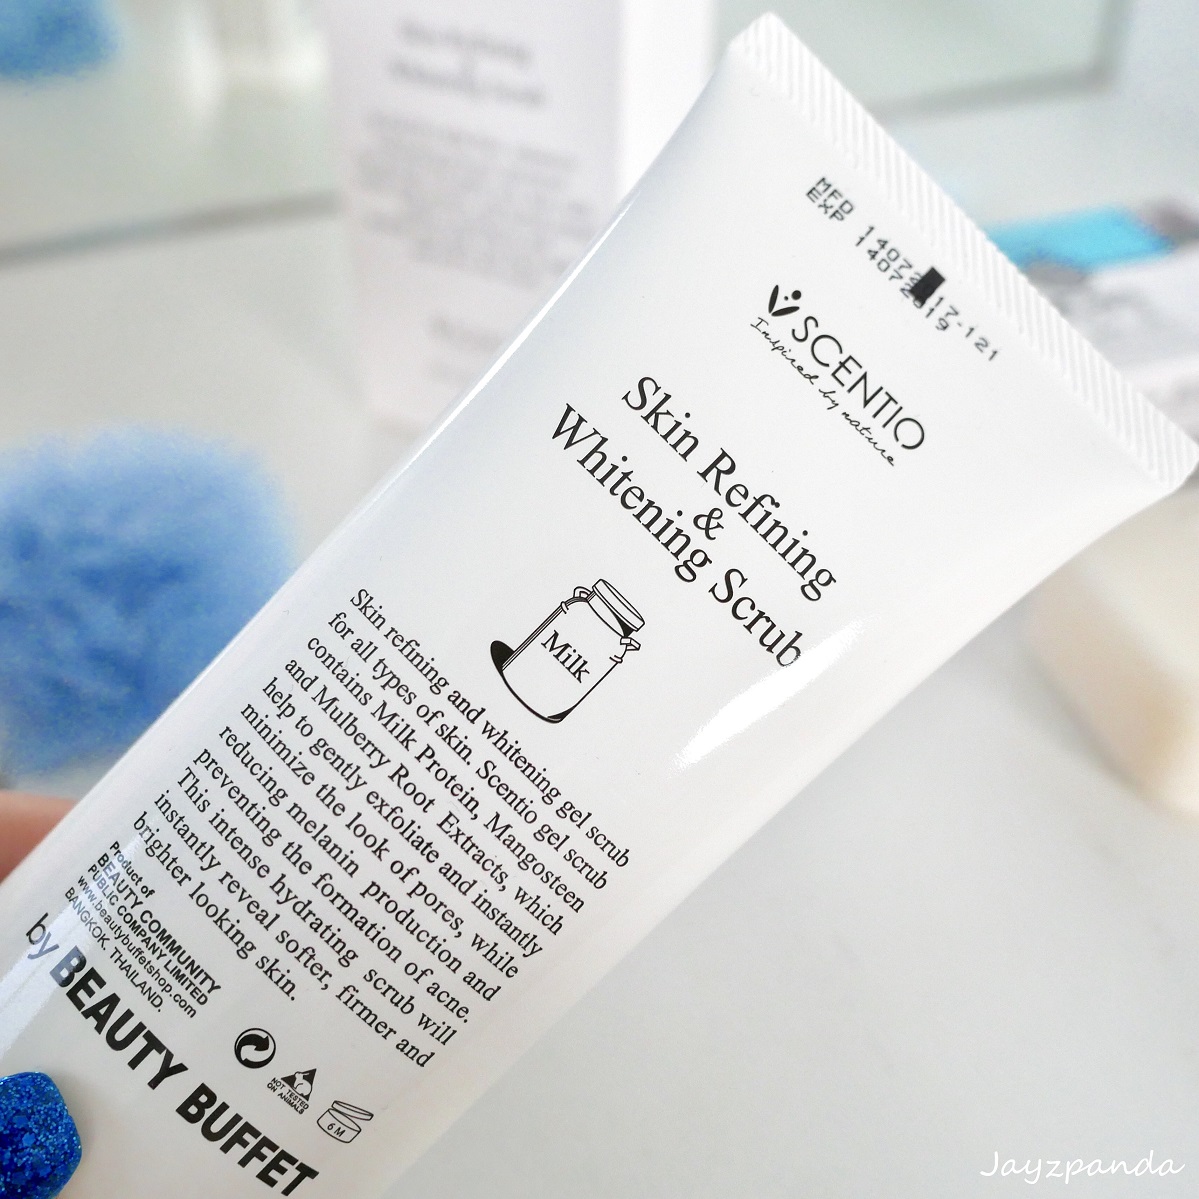 MFD 14072017-121
EXP 14072019
SCENTIO
Inspired by nature
Skin Refining
&
Whitening Scrub
Milk
Skin refining and whitening gel scrub
for all types of skin. Scentio gel scrub
contains Milk Protein, Mangosteen
and Mulberry Root Extracts, which
help to gently exfoliate and instantly
minimize the look of pores, while
reducing melanin production and
preventing the formation of acne.
This intense hydrating scrub will
instantly reveal softer, firmer and
brighter looking skin.
Product of
BEAUTY COMMUNITY
PUBLIC COMPANY LIMITED
www.beautybuffetshop.com
BANGKOK. THAILAND.
by BEAUTY BUFFET
NOT TESTED
ON ANIMALS
6 M
Jayzpanda